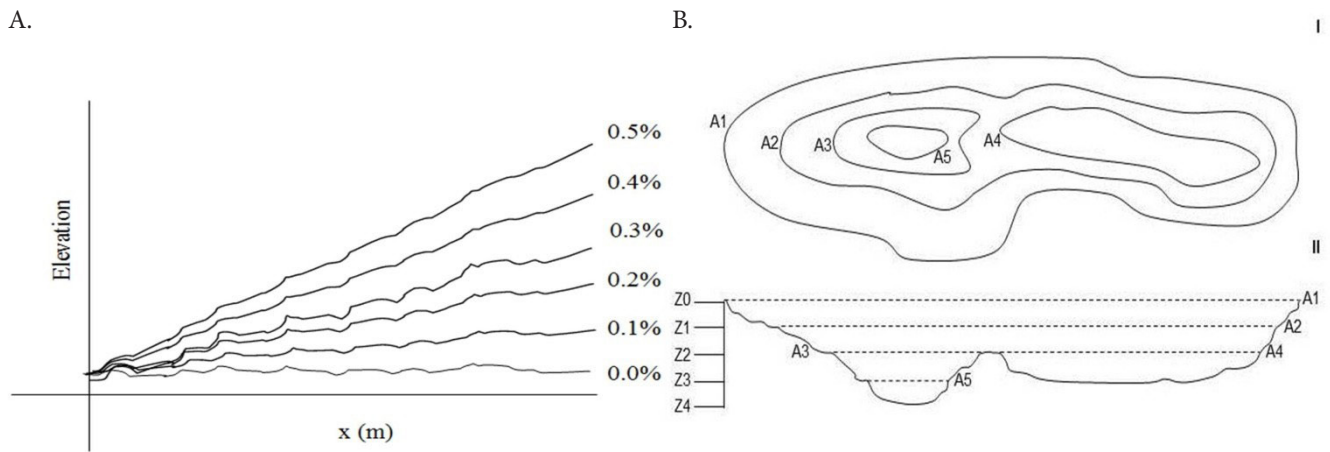 A.
Elevation
0.5%
0.4%
0.3%
0.2%
0.1%
0.0%
x (m)
B.
I
A1
A2
A3
A5
A4
II
Z0
Z1
Z2
Z3
Z4
A1
A2
A3
A4
A5